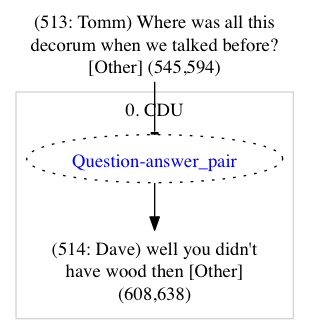 (513: Tomm) Where was all this
decorum when we talked before?
[Other] (545,594)
0. CDU
Question-answer_pair
(514: Dave) well you didn't
have wood then [Other]
(608,638)